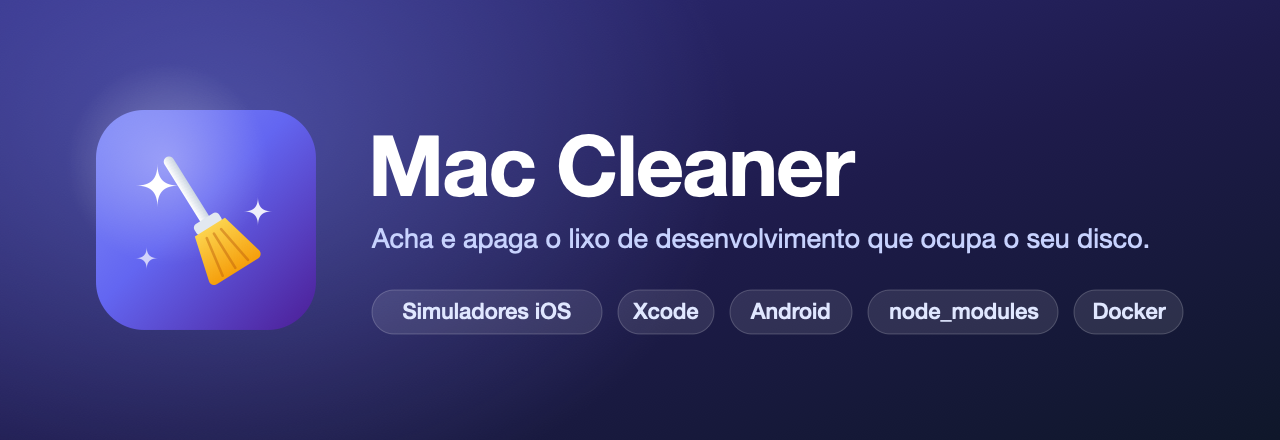 Mac Cleaner
Acha e apaga o lixo de desenvolvimento que ocupa o seu disco.
Simuladores iOS Xcode Android node_modules Docker